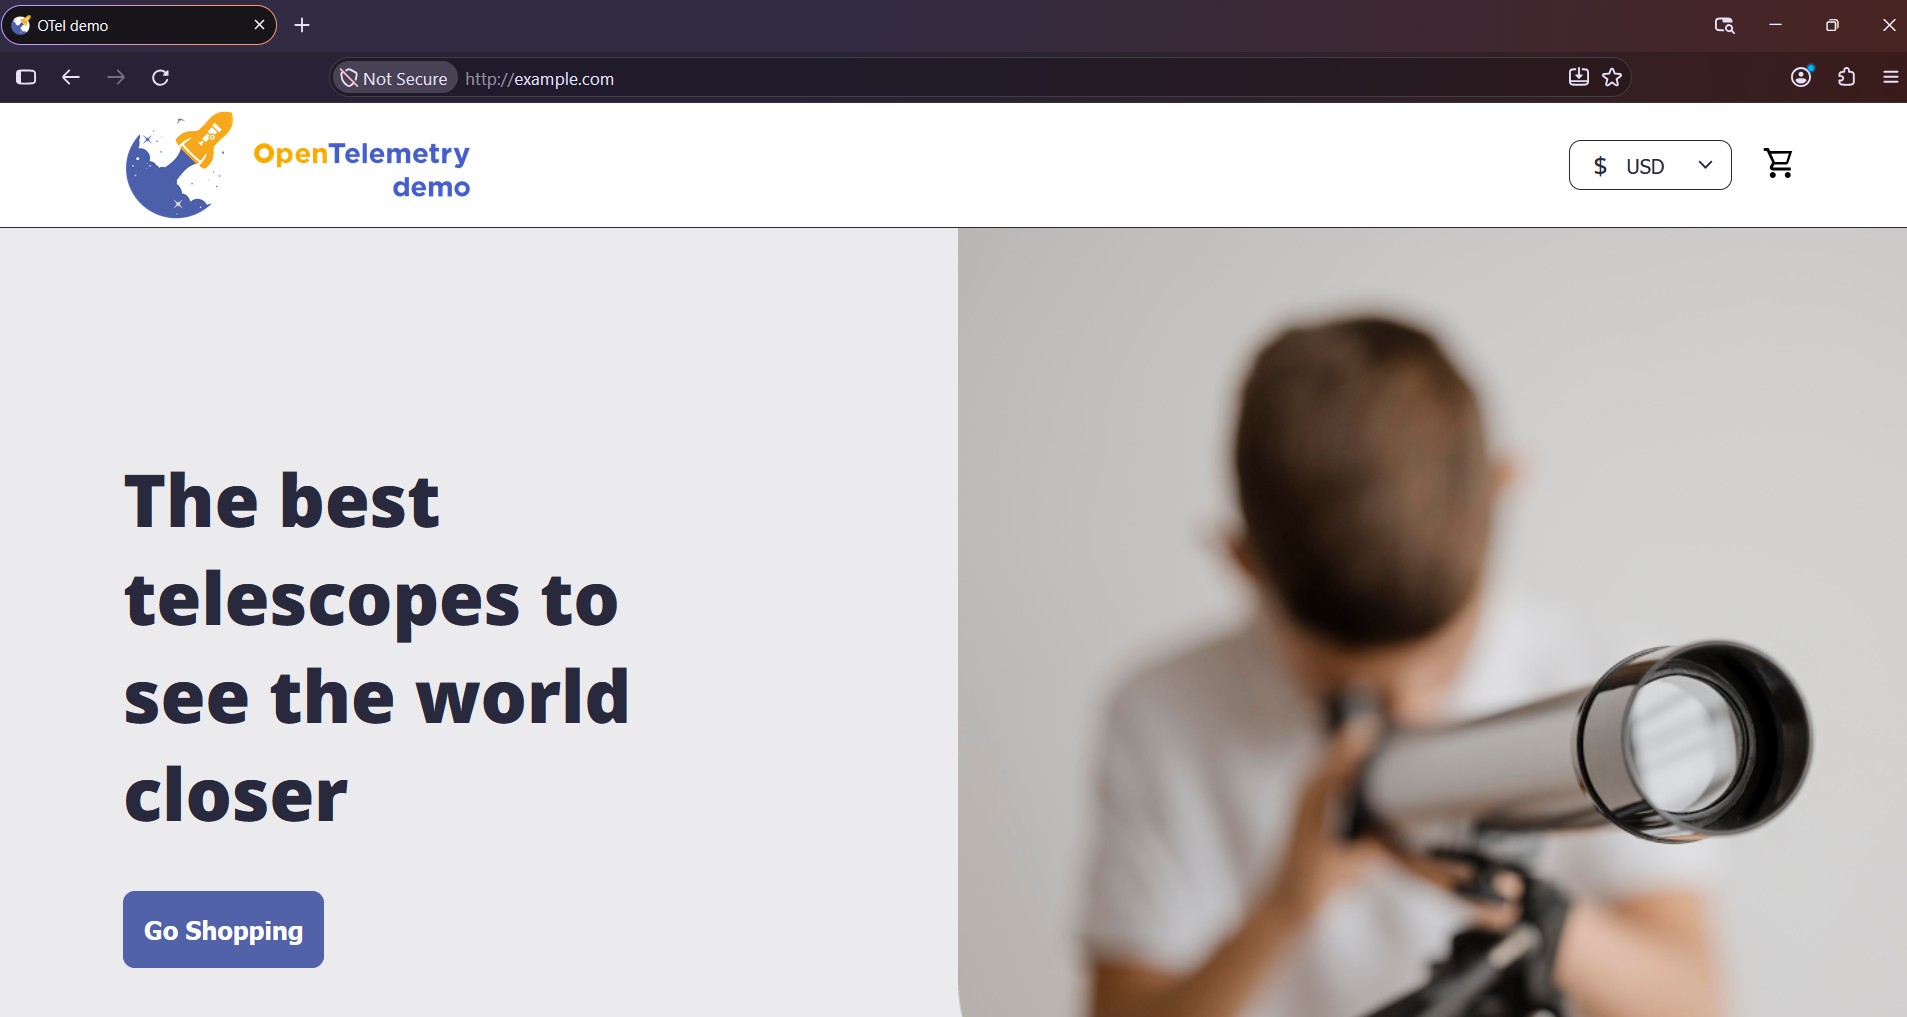 OTel demo
Not Secure http://example.com
OpenTelemetry
demo
$ USD
The best
telescopes to
see the world
closer
Go Shopping